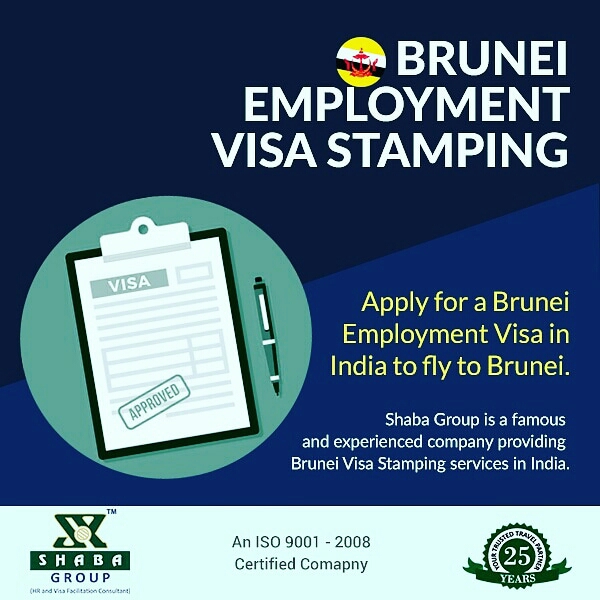 BRUNEI
EMPLOYMENT
VISA STAMPING
VISA
APPROVED
Apply for a Brunei
Employment Visa in
India to fly to Brunei.
Shaba Group is a famous
and experienced company providing
Brunei Visa Stamping services in India.
TM
SHABA
GROUP
(HR and Visa Facilitation Consultant)
An ISO 9001 - 2008
Certified Comapny
YOUR TRUSTED TRAVEL PARTNER
25
YEARS